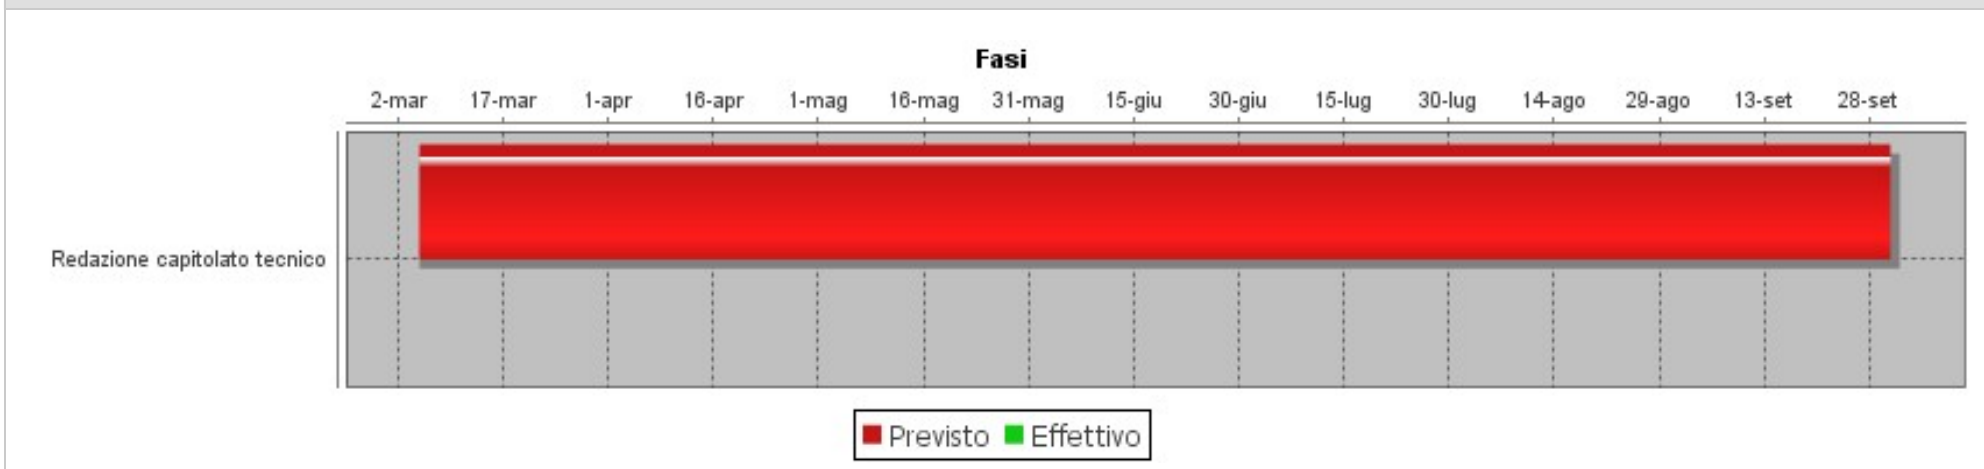 Fasi
2-mar 17-mar 1-apr 16-apr 1-mag 16-mag 31-mag 15-giu 30-giu 15-lug 30-lug 14-ago 29-ago 13-set 28-set
Redazione capitolato tecnico
Previsto Effettivo